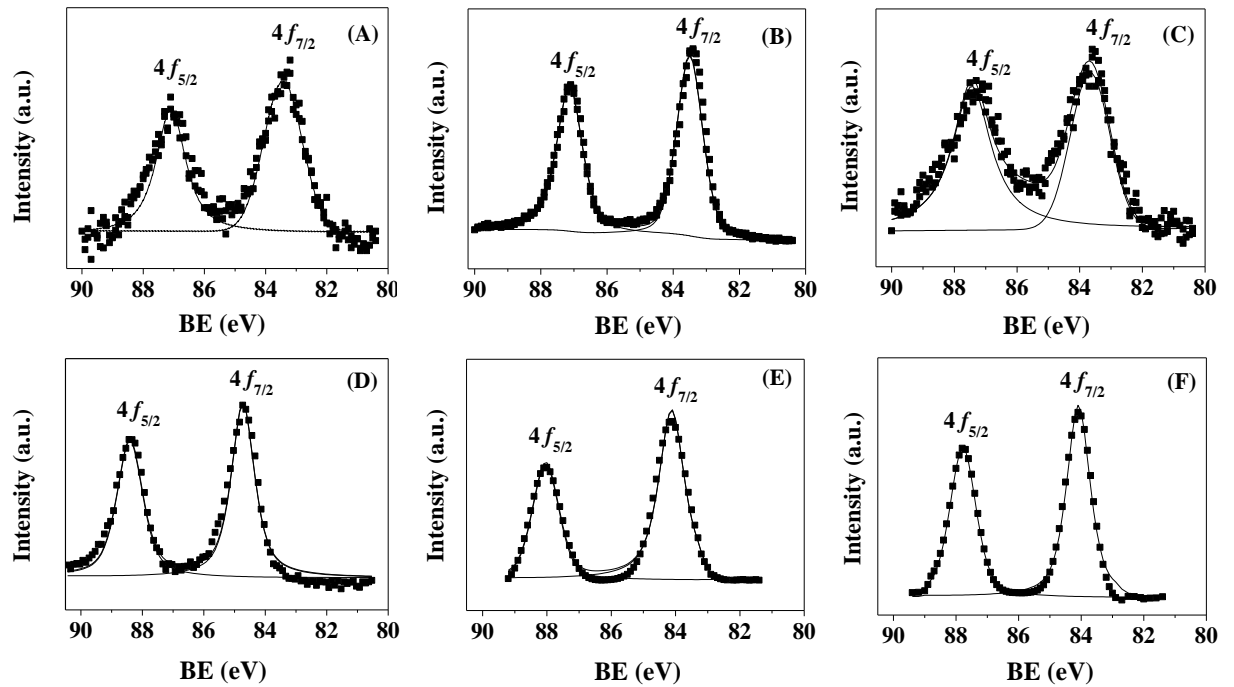 (A)
4f5/2
4f7/2
Intensity (a.u.)
90 88 86 84 82 80
BE (eV)
(B)
4f5/2
4f7/2
Intensity (a.u.)
90 88 86 84 82 80
BE (eV)
(C)
4f5/2
4f7/2
Intensity (a.u.)
90 88 86 84 82 80
BE (eV)
(D)
4f5/2
4f7/2
Intensity (a.u.)
90 88 86 84 82 80
BE (eV)
(E)
4f5/2
4f7/2
Intensity (a.u.)
90 88 86 84 82 80
BE (eV)
(F)
4f5/2
4f7/2
Intensity (a.u.)
90 88 86 84 82 80
BE (eV)